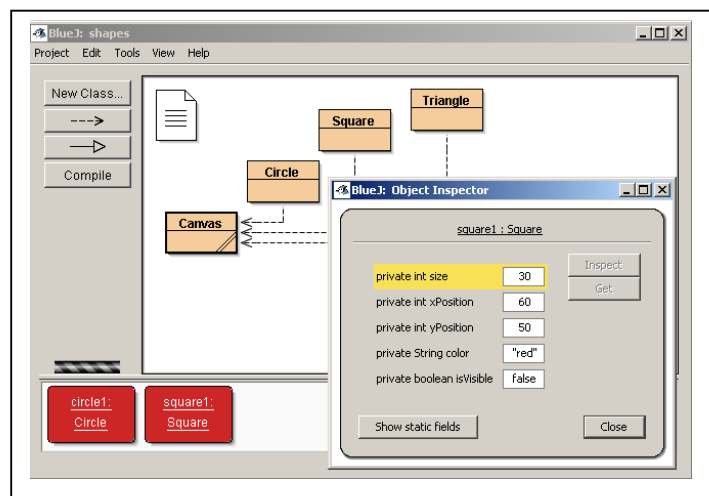 BlueJ: shapes
Project Edit Tools View Help
New Class...
Compile
Triangle
Square
Circle
Canvas
BlueJ: Object Inspector
square1 : Square
private int size 30
private int xPosition 60
private int yPosition 50
private String color "red"
private boolean isVisible false
Inspect
Get
Show static fields
Close
circle1:
Circle
square1:
Square